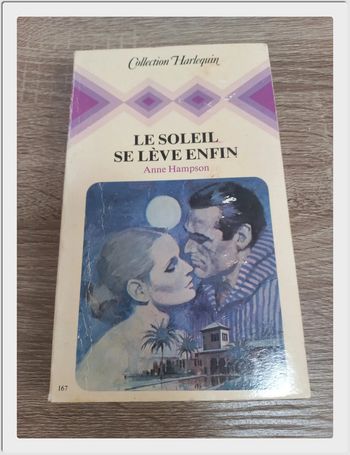 Collection Harlequin
LE SOLEIL
SE LÈVE ENFIN
Anne Hampson
167